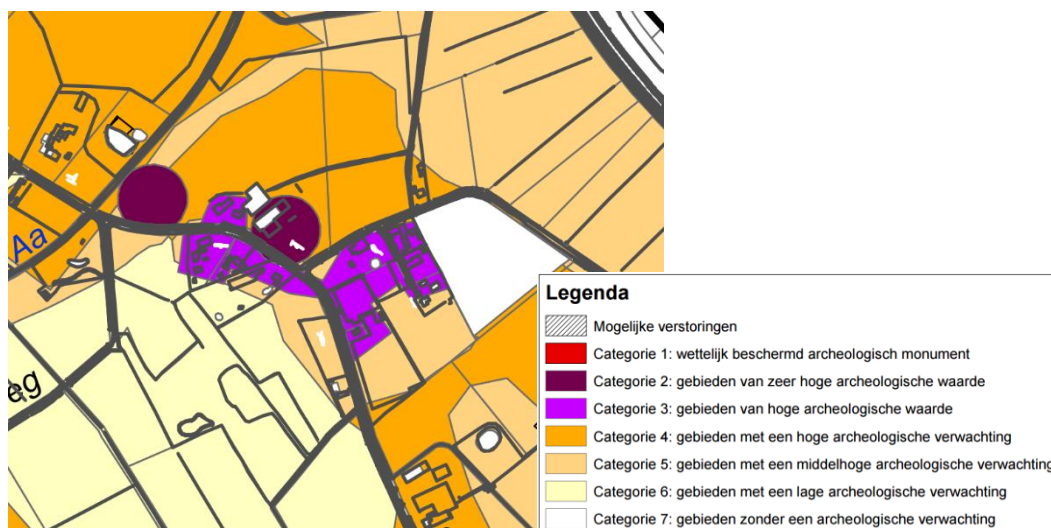 Aa
eg
Legenda
Mogelijke verstoringen
Categorie 1: wettelijk beschermd archeologisch monument
Categorie 2: gebieden van zeer hoge archeologische waarde
Categorie 3: gebieden van hoge archeologische waarde
Categorie 4: gebieden met een hoge archeologische verwachting
Categorie 5: gebieden met een middelhoge archeologische verwachting
Categorie 6: gebieden met een lage archeologische verwachting
Categorie 7: gebieden zonder een archeologische verwachting